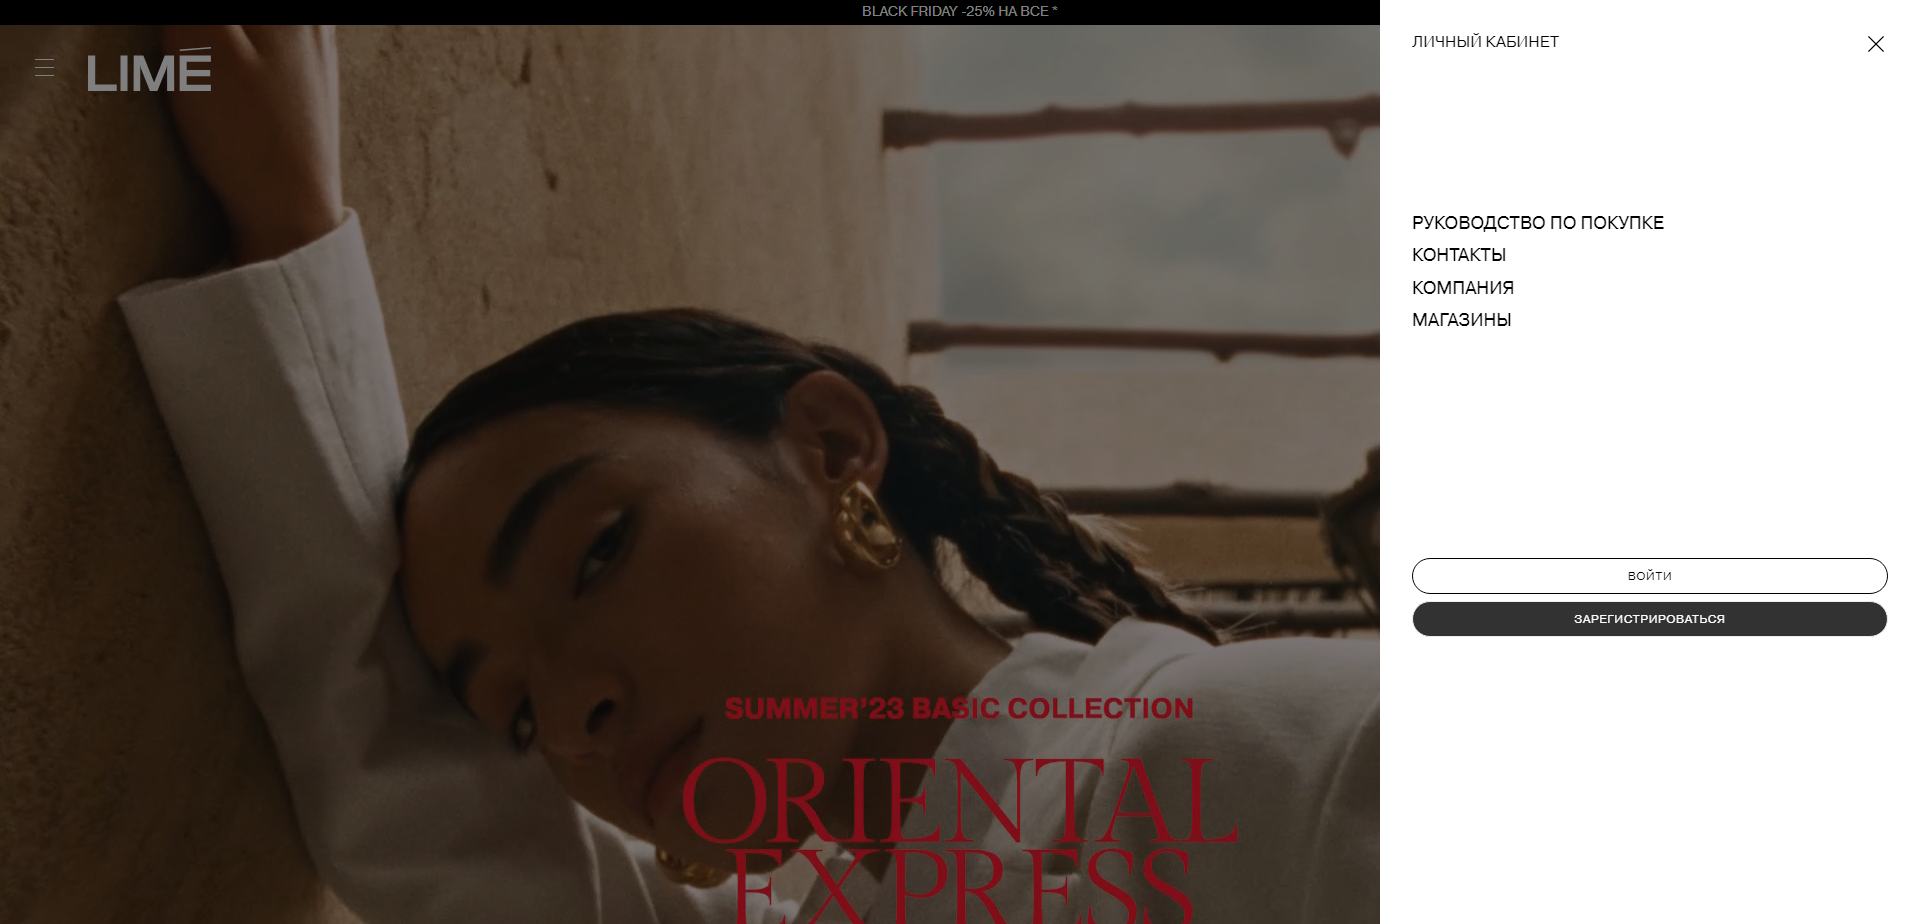 BLACK FRIDAY -25% НА ВСЕ *
LIMÉ
SUMMER’23 BASIC COLLECTION
ORIENTAL
EXPRESS
ЛИЧНЫЙ КАБИНЕТ
РУКОВОДСТВО ПО ПОКУПКЕ
КОНТАКТЫ
КОМПАНИЯ
МАГАЗИНЫ
ВОЙТИ
ЗАРЕГИСТРИРОВАТЬСЯ